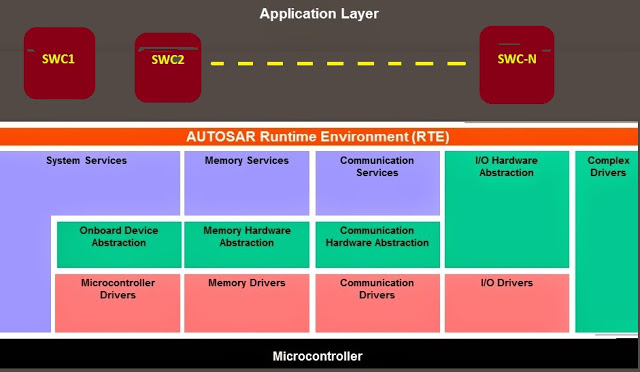 Application Layer
SWC1
SWC2
SWC-N
AUTOSAR Runtime Environment (RTE)
System Services
Memory Services
Communication
Services
I/O Hardware
Abstraction
Complex
Drivers
Onboard Device
Abstraction
Memory Hardware
Abstraction
Communication
Hardware Abstraction
Microcontroller
Drivers
Memory Drivers
Communication
Drivers
I/O Drivers
Microcontroller